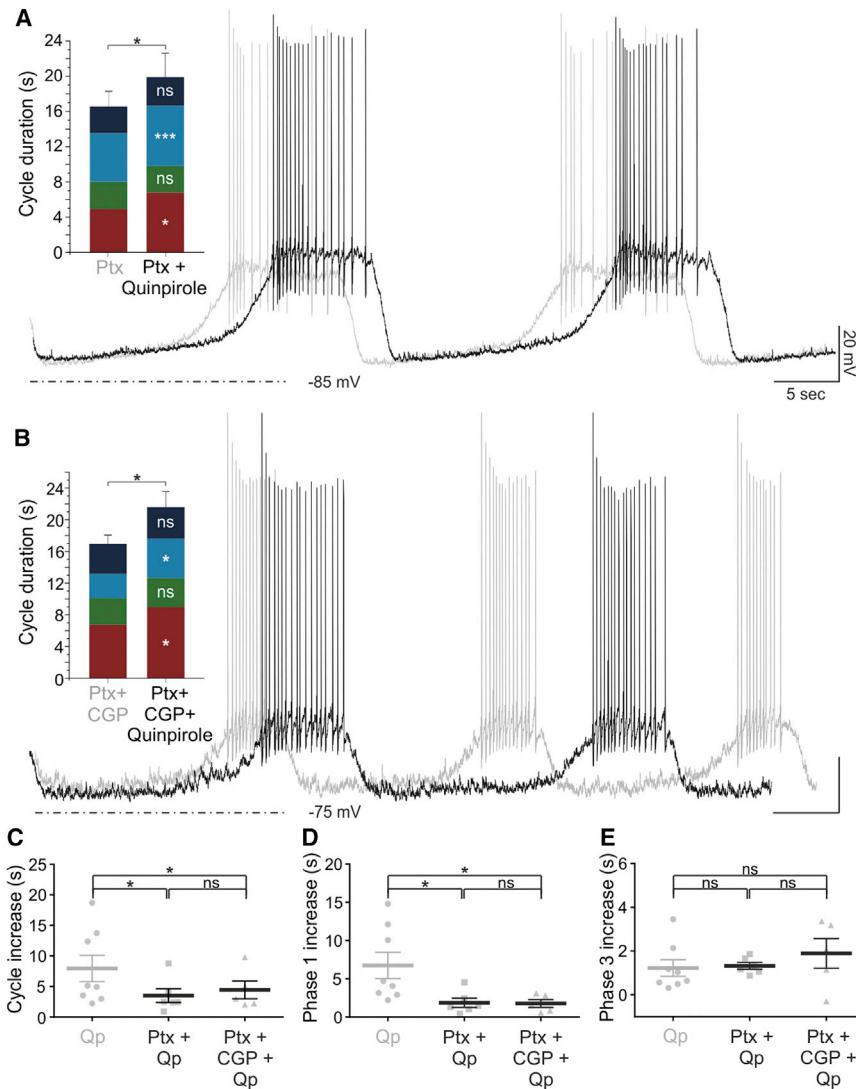 A
24
20
16
12
8
4
0
Cycle duration (s)
*
ns
***
ns
*
Ptx
Ptx +
Quinpirole
-85 mV
20 mV
5 sec
B
24
20
16
12
8
4
0
Cycle duration (s)
*
ns
*
ns
*
Ptx+
CGP
Ptx+
CGP+
Quinpirole
-75 mV
C
Cycle increase (s)
25
20
15
10
5
0
*
*
ns
Qp
Ptx +
Qp
Ptx +
CGP +
Qp
D
Phase 1 increase (s)
20
15
10
5
0
*
*
ns
Qp
Ptx +
Qp
Ptx +
CGP +
Qp
E
Phase 3 increase (s)
6
4
2
0
ns
ns
ns
Qp
Ptx +
Qp
Ptx +
CGP +
Qp